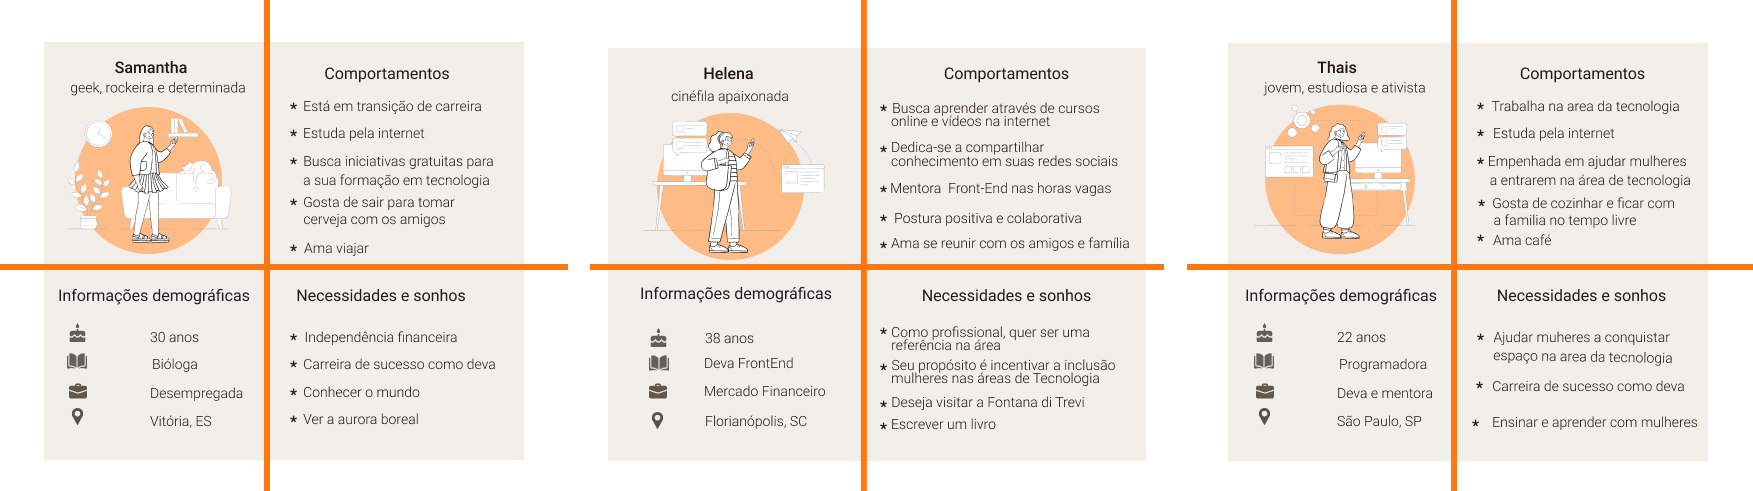 Samantha
geek, rockeira e determinada
Comportamentos
* Está em transição de carreira
* Estuda pela internet
* Busca iniciativas gratuitas para
a sua formação em tecnologia
* Gosta de sair para tomar
cerveja com os amigos
* Ama viajar
Informações demográficas
30 anos
Bióloga
Desempregada
Vitória, ES
Necessidades e sonhos
* Independência financeira
* Carreira de sucesso como deva
* Conhecer o mundo
* Ver a aurora boreal
Helena
cinéfila apaixonada
Comportamentos
* Busca aprender através de cursos
online e vídeos na internet
* Dedica-se a compartilhar
conhecimento em suas redes sociais
* Mentora Front-End nas horas vagas
* Postura positiva e colaborativa
* Ama se reunir com os amigos e família
Informações demográficas
38 anos
Deva FrontEnd
Mercado Financeiro
Florianópolis, SC
Necessidades e sonhos
* Como profissional, quer ser uma
referência na área
* Seu propósito é incentivar a inclusão
mulheres nas áreas de Tecnologia
* Deseja visitar a Fontana di Trevi
* Escrever um livro
Thais
jovem, estudiosa e ativista
Comportamentos
* Trabalha na area da tecnologia
* Estuda pela internet
* Empenhada em ajudar mulheres
a entrarem na área de tecnologia
* Gosta de cozinhar e ficar com
a familia no tempo livre
* Ama café
Informações demográficas
22 anos
Programadora
Deva e mentora
São Paulo, SP
Necessidades e sonhos
* Ajudar muheres a conquistar
espaço na area da tecnologia
* Carreira de sucesso como deva
* Ensinar e aprender com mulheres